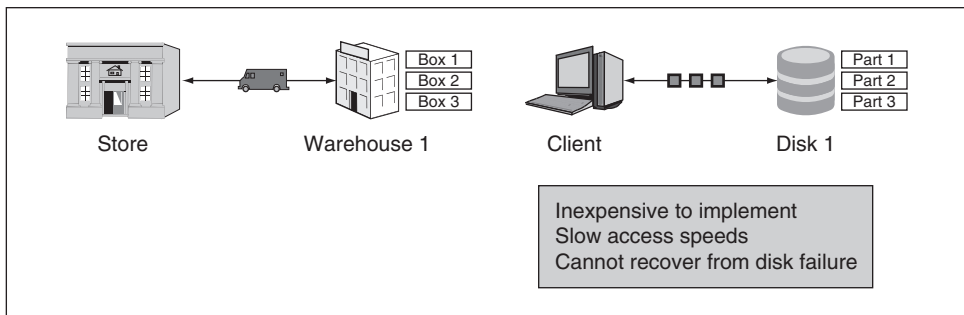 Box 1
Box 2
Box 3
Part 1
Part 2
Part 3
Store
Warehouse 1
Client
Disk 1
Inexpensive to implement
Slow access speeds
Cannot recover from disk failure